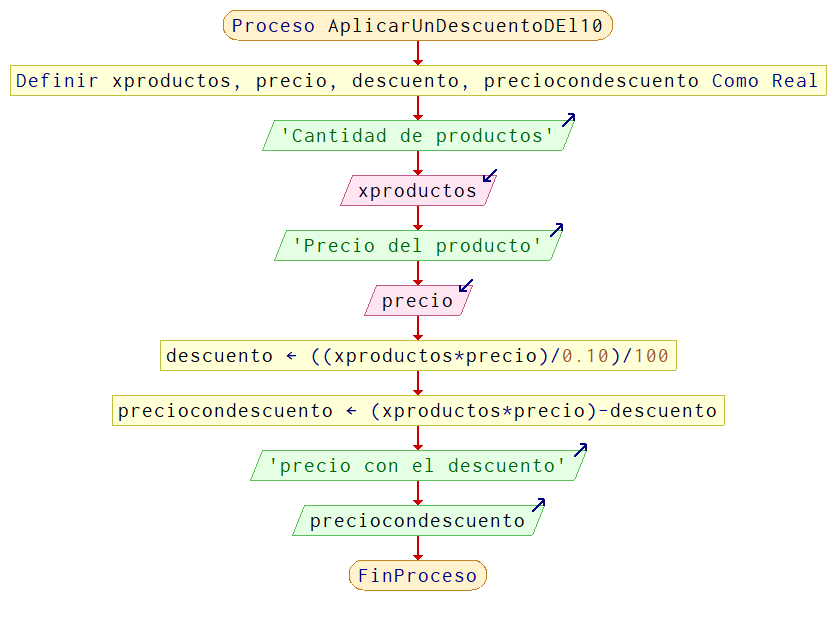 Proceso AplicarUnDescuentoDEl10
Definir xproductos, precio, descuento, preciocondescuento Como Real
'Cantidad de productos'
xproductos
'Precio del producto'
precio
descuento ← ((xproductos*precio)/0.10)/100
preciocondescuento ← (xproductos*precio)-descuento
'precio con el descuento'
preciocondescuento
FinProceso